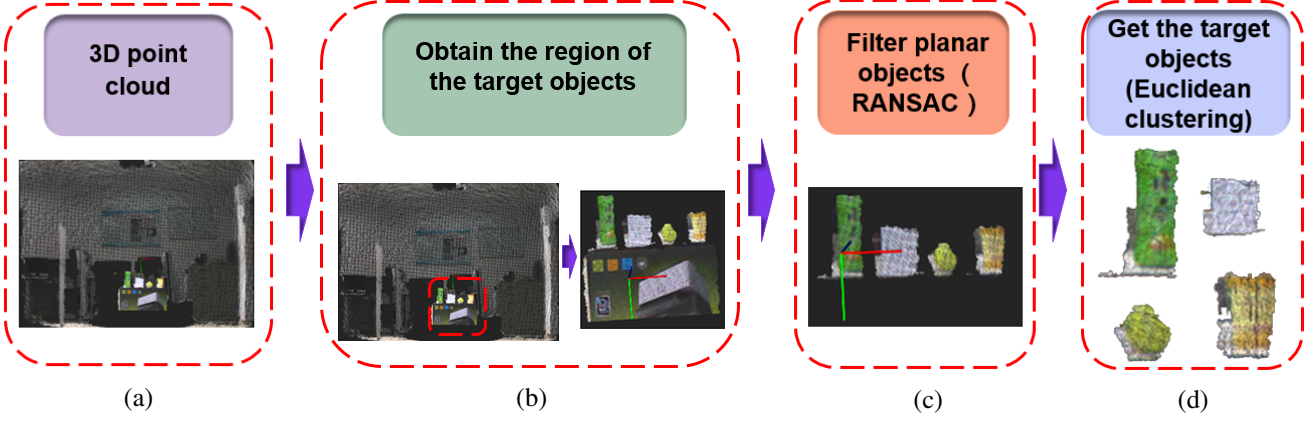 3D point
cloud
Obtain the region of
the target objects
Filter planar
objects（
RANSAC）
Get the target
objects
(Euclidean
clustering)
(a)
(b)
(c)
(d)